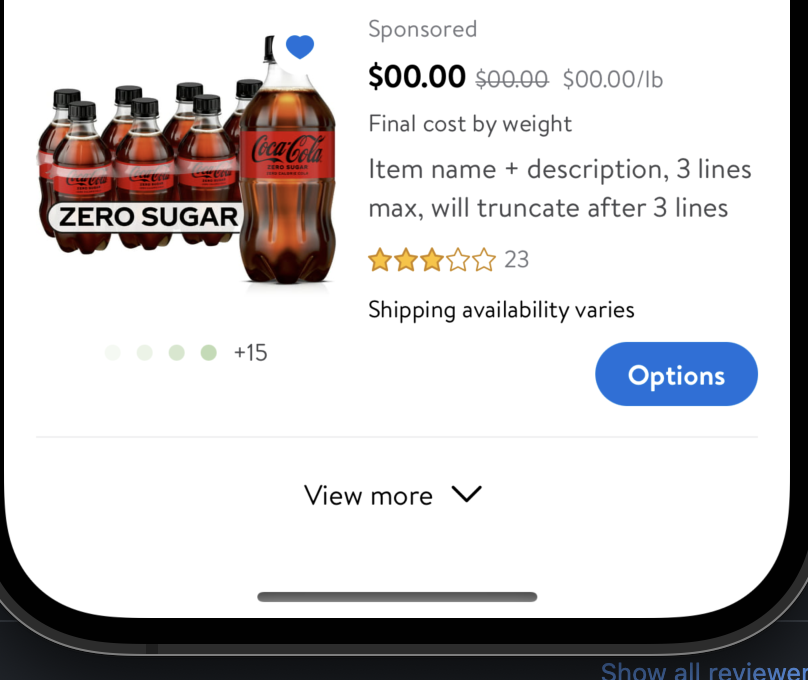 Sponsored
$00.00 $00.00 $00.00/lb
Final cost by weight
Item name + description, 3 lines
max, will truncate after 3 lines
23
Shipping availability varies
Coca-Cola
ZERO SUGAR
ZERO SUGAR
+15
Options
View more
Show all reviewer